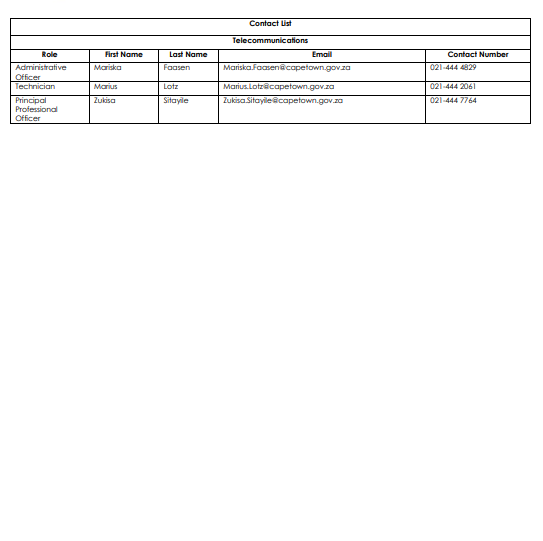 Contact List
Telecommunications
Role First Name Last Name Email Contact Number
Administrative Officer Mariska Faasen Mariska.Faasen@capetown.gov.za 021-444 4829
Technician Marius Lotz Marius.Lotz@capetown.gov.za 021-444 2061
Principal Professional Officer Zukisa Sitayile Zukisa.Sitayile@capetown.gov.za 021-444 7764